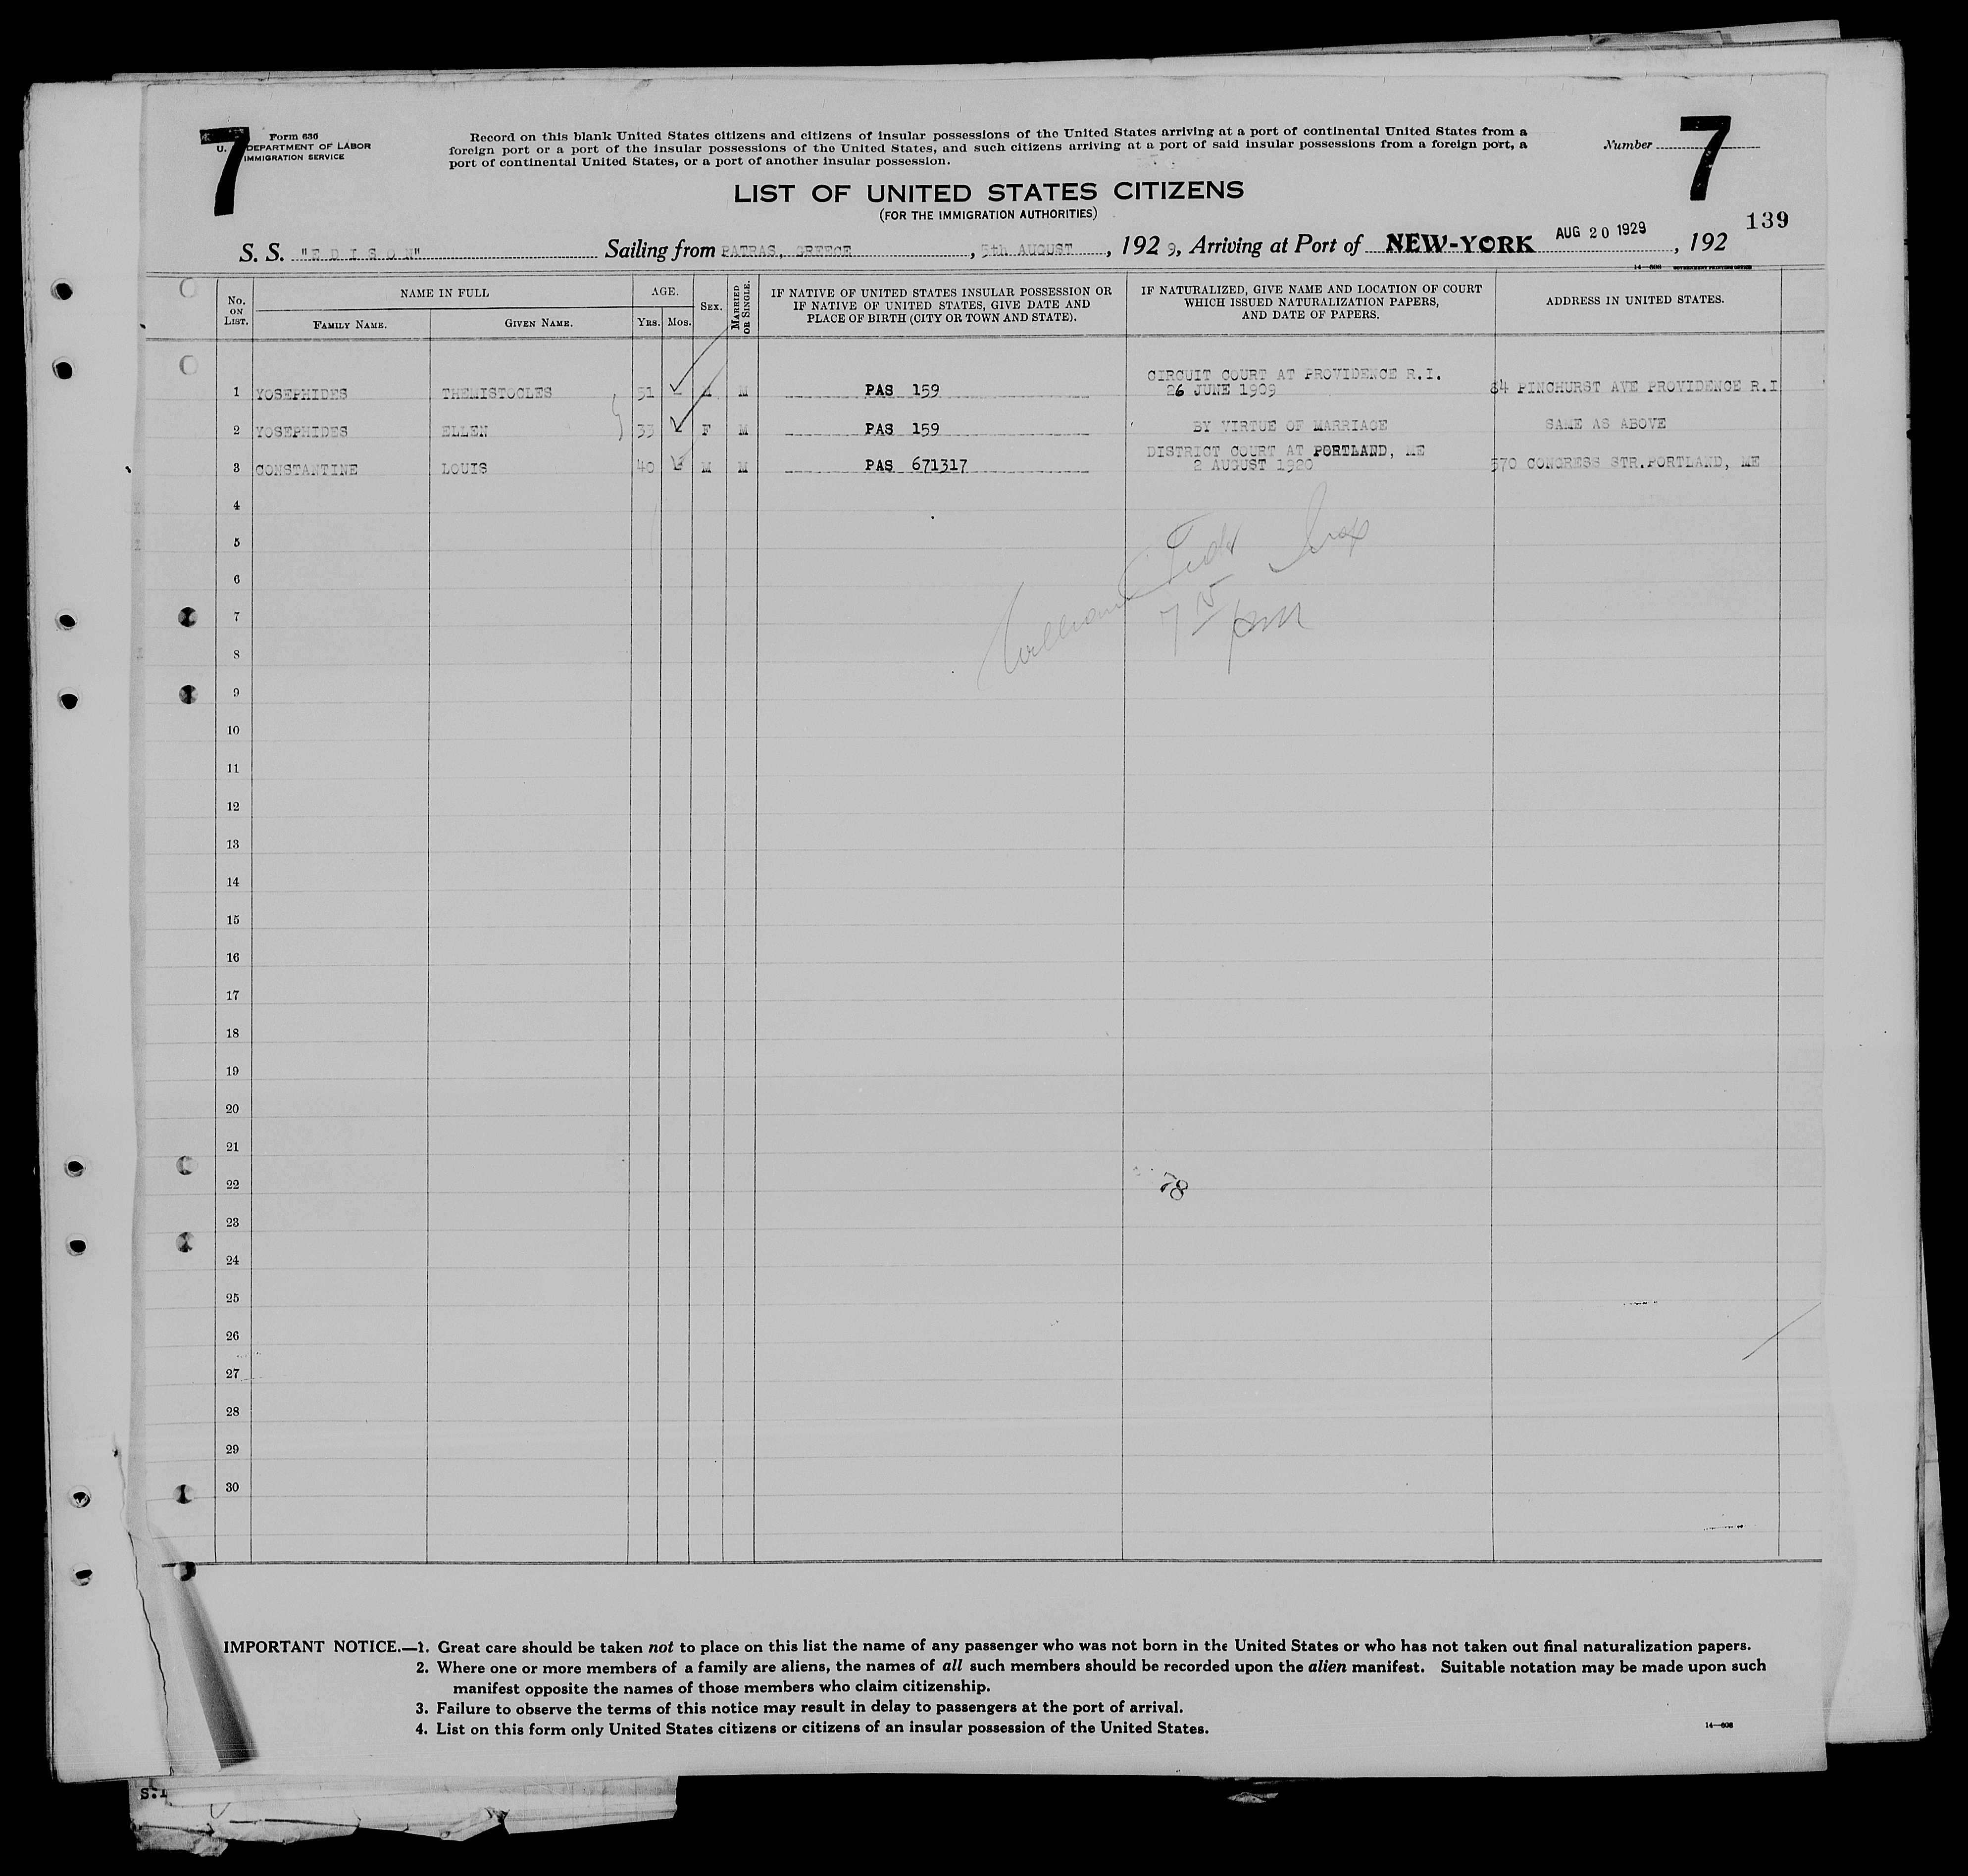 7
Form 630
U. DEPARTMENT OF LABOR
IMMIGRATION SERVICE
Record on this blank United States citizens and citizens of insular possessions of the United States arriving at a port of continental United States from a
foreign port or a port of the insular possessions of the United States, and such citizens arriving at a port of said insular possessions from a foreign port, a
port of continental United States, or a port of another insular possession.
Number 7
LIST OF UNITED STATES CITIZENS
(FOR THE IMMIGRATION AUTHORITIES)
139
S. S. "EDISON" Sailing from PATRAS, GREECE, 5th AUGUST, 1929, Arriving at Port of NEW-YORK AUG 20 1929, 192
14—608 GOVERNMENT PRINTING OFFICE
No. ON LIST.
NAME IN FULL
FAMILY NAME.
GIVEN NAME.
AGE.
YRS.
MOS.
SEX.
MARRIED OR SINGLE.
IF NATIVE OF UNITED STATES INSULAR POSSESSION OR
IF NATIVE OF UNITED STATES, GIVE DATE AND
PLACE OF BIRTH (CITY OR TOWN AND STATE).
IF NATURALIZED, GIVE NAME AND LOCATION OF COURT
WHICH ISSUED NATURALIZATION PAPERS,
AND DATE OF PAPERS.
ADDRESS IN UNITED STATES.
CIRCUIT COURT AT PROVIDENCE R.I.
1 YOSEPHIDES THEMISTOCLES 51 M M PAS 159 26 JUNE 1909 64 PINCHURST AVE PROVIDENCE R.I
2 YOSEPHIDES ELLEN 33 F M PAS 159 BY VIRTUE OF MARRIAGE SAME AS ABOVE
DISTRICT COURT AT PORTLAND, ME
3 CONSTANTINE LOUIS 40 M M PAS 671317 2 AUGUST 1920 570 CONGRESS STR.PORTLAND, ME
4
5
6
7
8
9
10
11
12
13
14
15
16
17
18
19
20
21
22
78
23
24
25
26
27
28
29
30
IMPORTANT NOTICE.—1. Great care should be taken not to place on this list the name of any passenger who was not born in the United States or who has not taken out final naturalization papers.
2. Where one or more members of a family are aliens, the names of all such members should be recorded upon the alien manifest. Suitable notation may be made upon such
manifest opposite the names of those members who claim citizenship.
3. Failure to observe the terms of this notice may result in delay to passengers at the port of arrival.
4. List on this form only United States citizens or citizens of an insular possession of the United States.
14—608